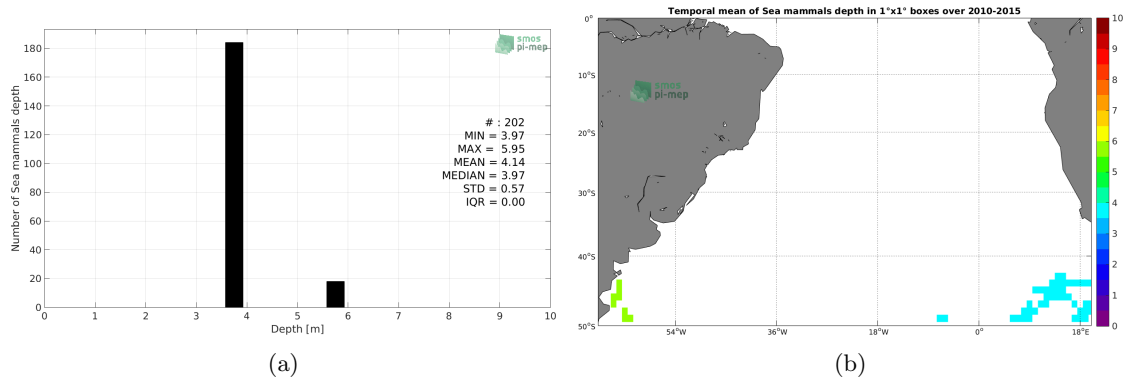 smos
pi-mep
180
160
140
120
100
80
60
40
20
0
Number of Sea mammals depth
# : 202
MIN = 3.97
MAX = 5.95
MEAN = 4.14
MEDIAN = 3.97
STD = 0.57
IQR = 0.00
0 1 2 3 4 5 6 7 8 9 10
Depth [m]
(a)
Temporal mean of Sea mammals depth in 1°x1° boxes over 2010-2015
0°
10°S
20°S
30°S
40°S
50°S
smos
pi-mep
54°W 36°W 18°W 0° 18°E
10
9
8
7
6
5
4
3
2
1
0
(b)